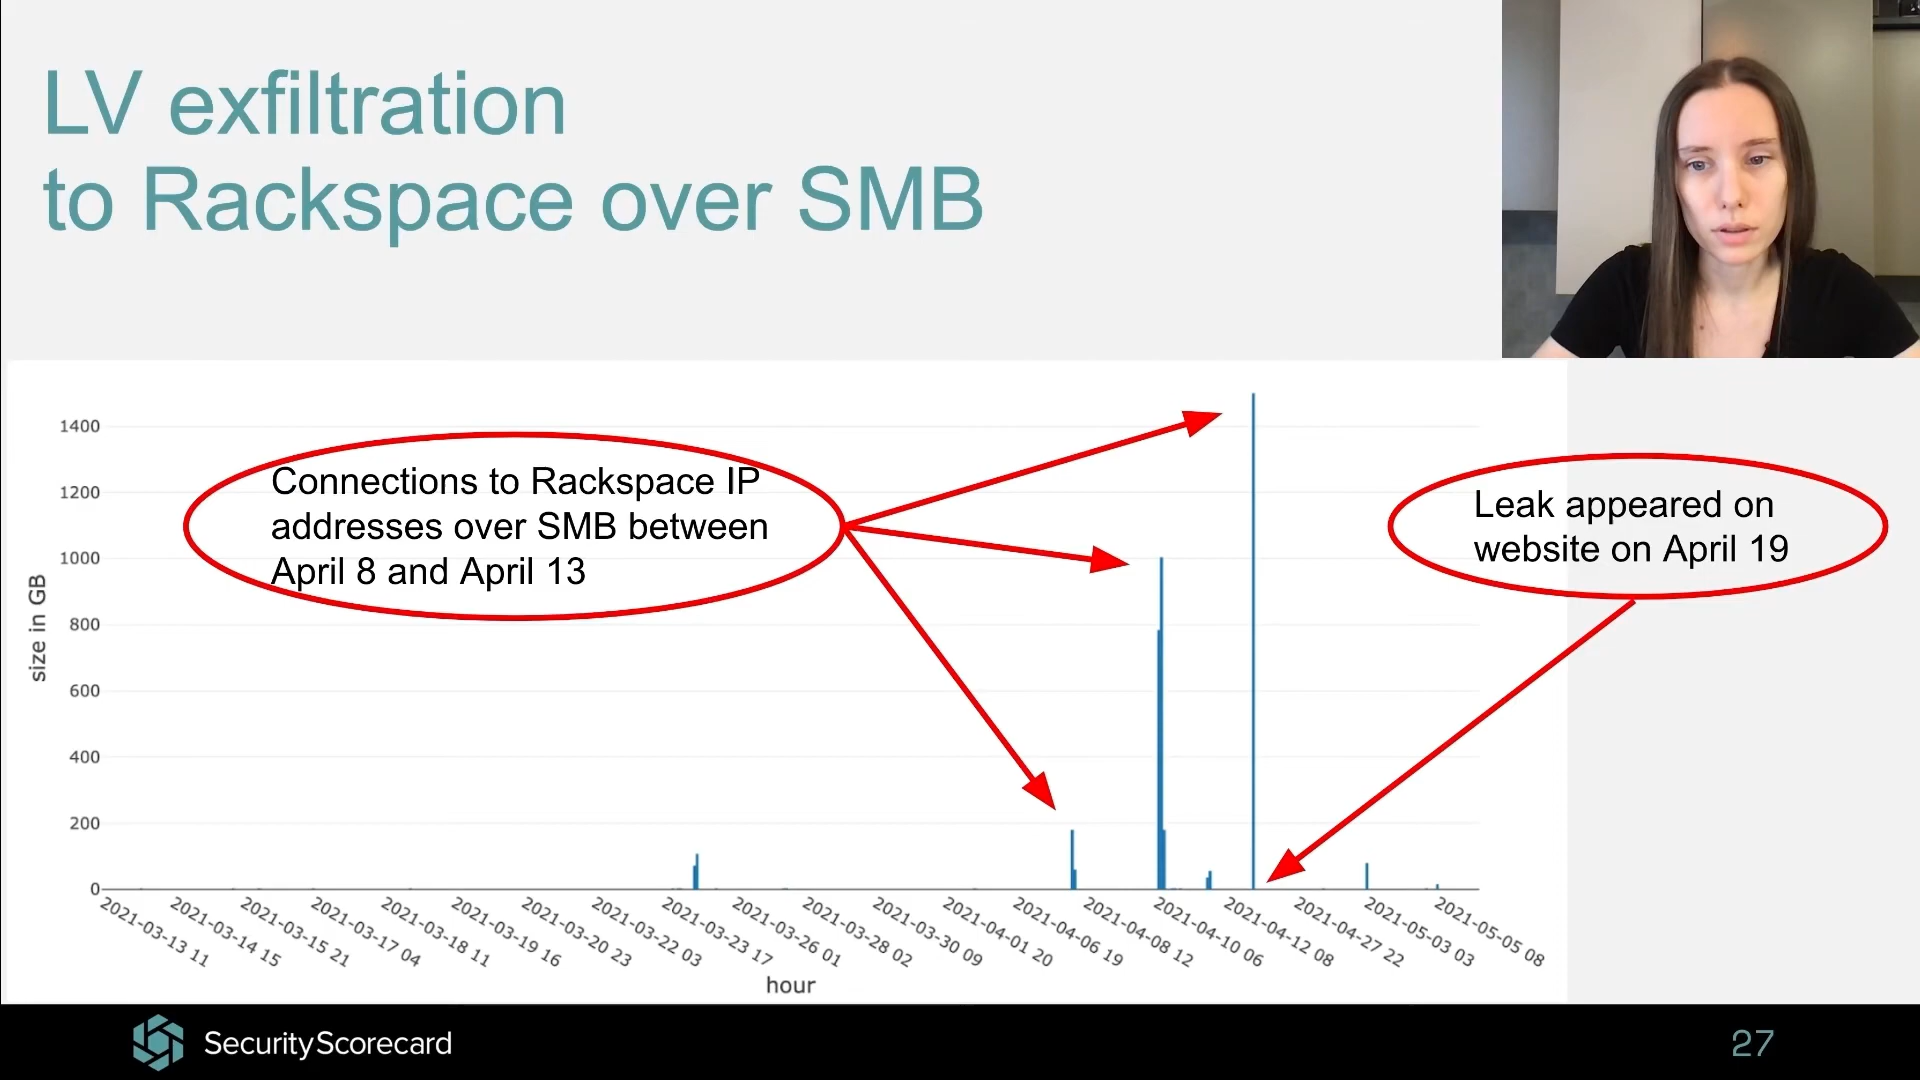 LV exfiltration
to Rackspace over SMB
Connections to Rackspace IP
addresses over SMB between
April 8 and April 13
Leak appeared on
website on April 19
size in GB
1400
1200
1000
800
600
400
200
0
2021-03-13 11
2021-03-14 15
2021-03-15 21
2021-03-17 04
2021-03-18 11
2021-03-19 16
2021-03-20 23
2021-03-22 03
2021-03-23 17
2021-03-26 01
2021-03-28 02
2021-03-30 09
2021-04-01 20
2021-04-06 19
2021-04-08 12
2021-04-10 06
2021-04-12 08
2021-04-27 22
2021-05-03 03
2021-05-05 08
hour
SecurityScorecard
27